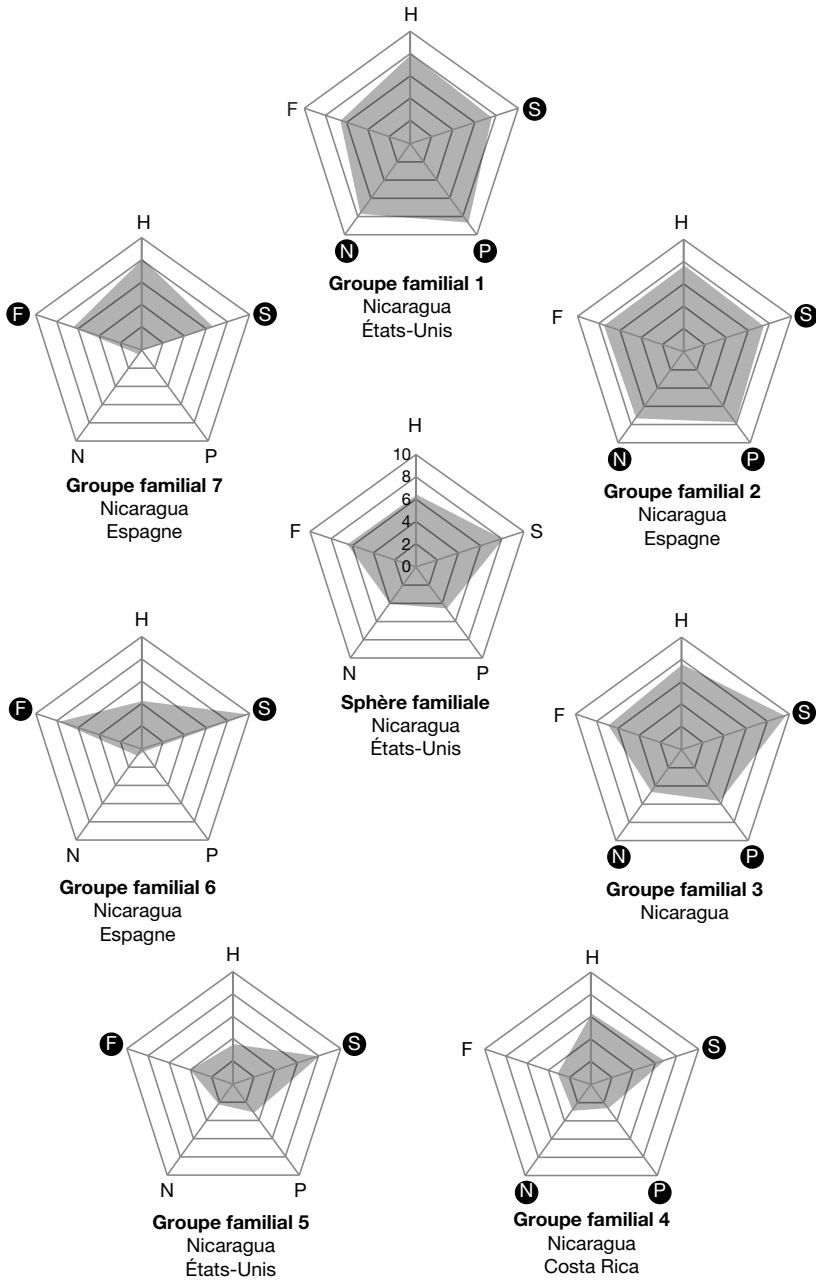 H
F
S
N
P
Groupe familial 1
Nicaragua
États-Unis
H
F
S
N
P
Groupe familial 7
Nicaragua
Espagne
H
F
S
N
P
Groupe familial 2
Nicaragua
Espagne
H
10
8
6
4
2
0
F
S
N
P
Sphère familiale
Nicaragua
États-Unis
H
F
S
N
P
Groupe familial 6
Nicaragua
Espagne
H
F
S
N
P
Groupe familial 3
Nicaragua
H
F
S
N
P
Groupe familial 5
Nicaragua
États-Unis
H
F
S
N
P
Groupe familial 4
Nicaragua
Costa Rica